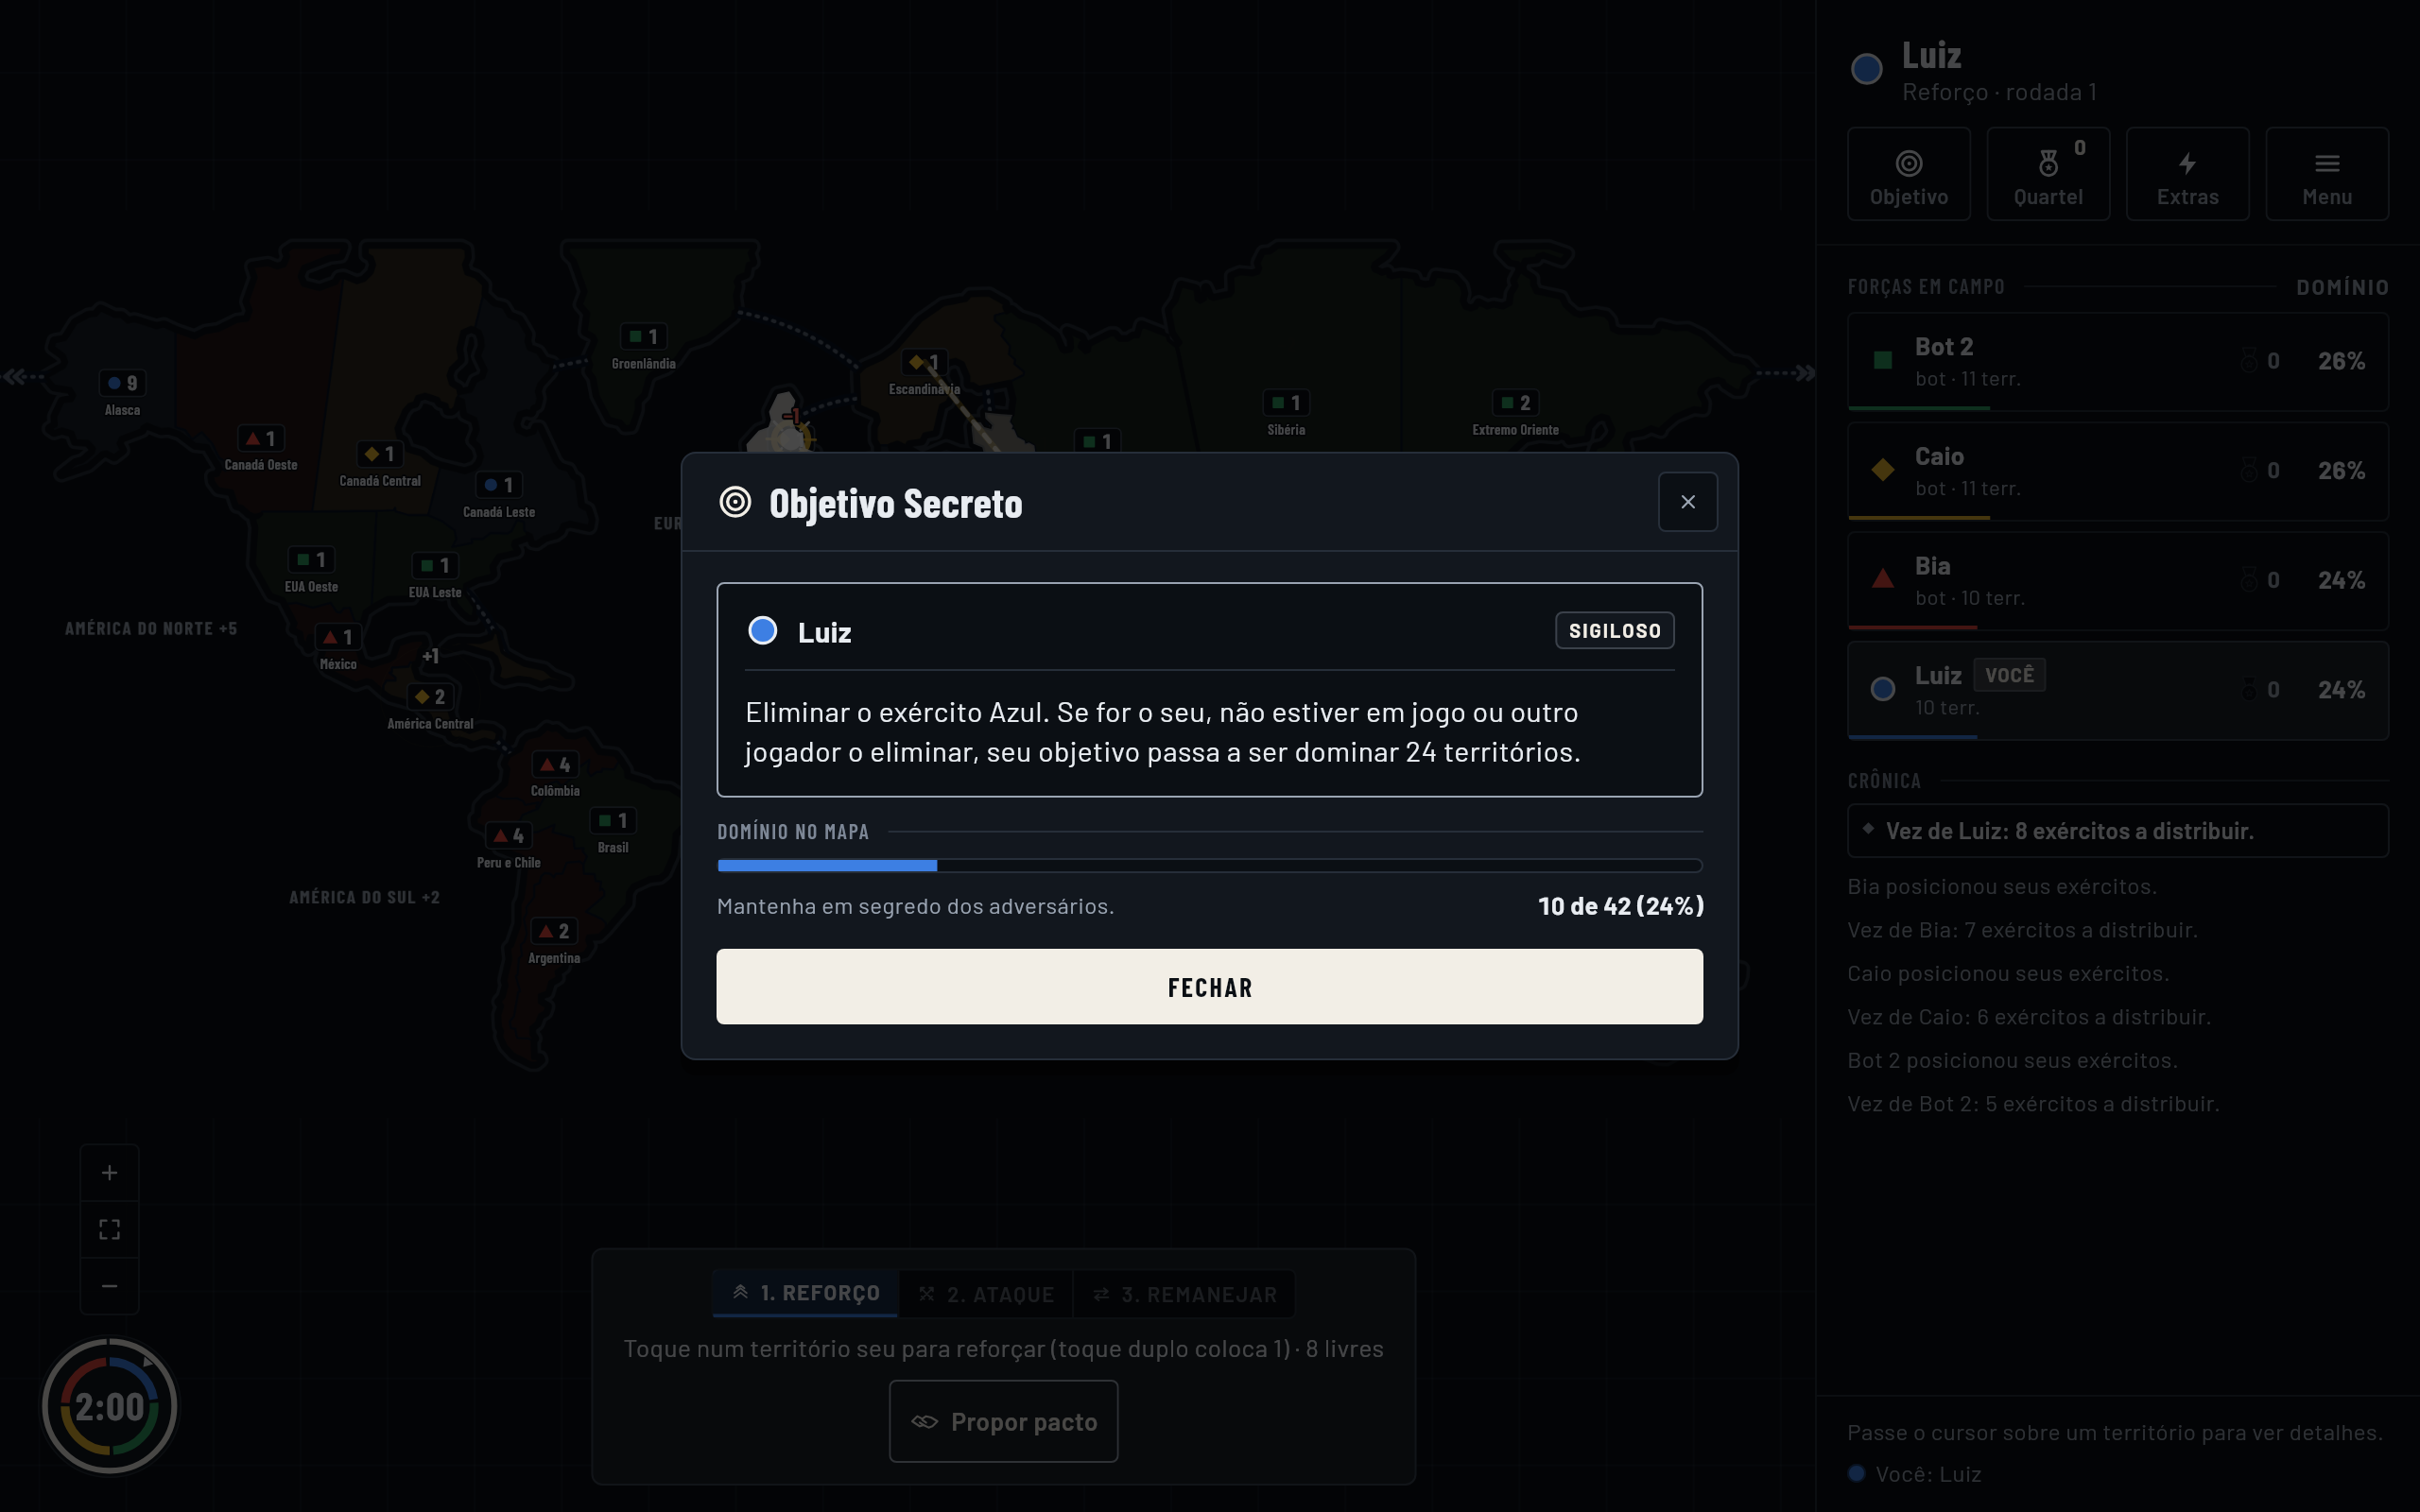 Luiz
Reforço · rodada 1
Objetivo
0
Quartel
Extras
Menu
FORÇAS EM CAMPO
DOMÍNIO
Bot 2
bot · 11 terr.
0
26%
Caio
bot · 11 terr.
0
26%
Bia
bot · 10 terr.
0
24%
Luiz VOCÊ
10 terr.
0
24%
CRÔNICA
Vez de Luiz: 8 exércitos a distribuir.
Bia posicionou seus exércitos.
Vez de Bia: 7 exércitos a distribuir.
Caio posicionou seus exércitos.
Vez de Caio: 6 exércitos a distribuir.
Bot 2 posicionou seus exércitos.
Vez de Bot 2: 5 exércitos a distribuir.
Passe o cursor sobre um território para ver detalhes.
Você: Luiz
9
Alasca
1
Canadá Oeste
1
Canadá Central
1
Canadá Leste
1
Groenlândia
-1
1
Escandinávia
1
1
Sibéria
2
Extremo Oriente
1
EUA Oeste
1
EUA Leste
AMÉRICA DO NORTE +5
1
México
+1
2
América Central
4
Colômbia
4
Peru e Chile
1
Brasil
AMÉRICA DO SUL +2
2
Argentina
EUR
Objetivo Secreto
Luiz
SIGILOSO
Eliminar o exército Azul. Se for o seu, não estiver em jogo ou outro
jogador o eliminar, seu objetivo passa a ser dominar 24 territórios.
DOMÍNIO NO MAPA
Mantenha em segredo dos adversários.
10 de 42 (24%)
FECHAR
1. REFORÇO
2. ATAQUE
3. REMANEJAR
Toque num território seu para reforçar (toque duplo coloca 1) · 8 livres
Propor pacto
2:00